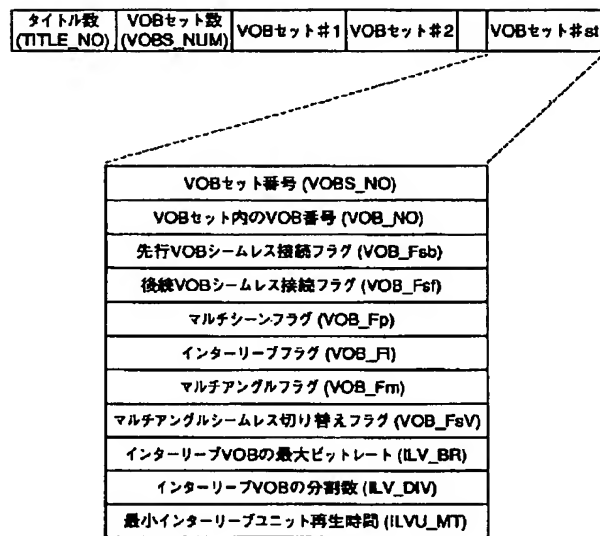 タイトル数 (TITLE_NO)
VOBセット数 (VOBS_NUM)
VOBセット#1
VOBセット#2
VOBセット#st
VOBセット番号 (VOBS_NO)
VOBセット内のVOB番号 (VOB_NO)
先行VOBシームレス接続フラグ (VOB_Fsb)
後続VOBシームレス接続フラグ (VOB_Fsf)
マルチシーンフラグ (VOB_Fp)
インターリーブフラグ (VOB_Fi)
マルチアングルフラグ (VOB_Fm)
マルチアングルシームレス切り替えフラグ (VOB_FsV)
インターリーブVOBの最大ビットレート (ILV_BR)
インターリーブVOBの分割数 (ILV_DIV)
最小インターリーブユニット再生時間 (ILVU_MT)